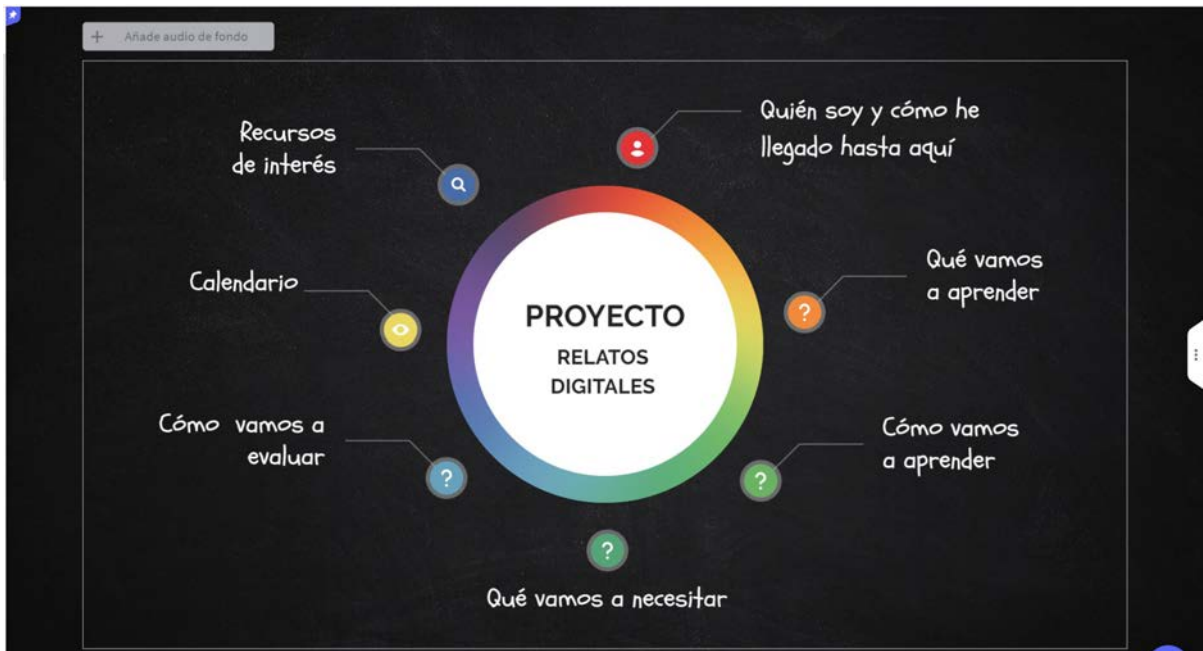 + Añade audio de fondo
Quién soy y cómo he
llegado hasta aquí
Recursos
de interés
Qué vamos
a aprender
Calendario
PROYECTO
RELATOS
DIGITALES
Cómo vamos a
evaluar
Cómo vamos
a aprender
Qué vamos a necesitar